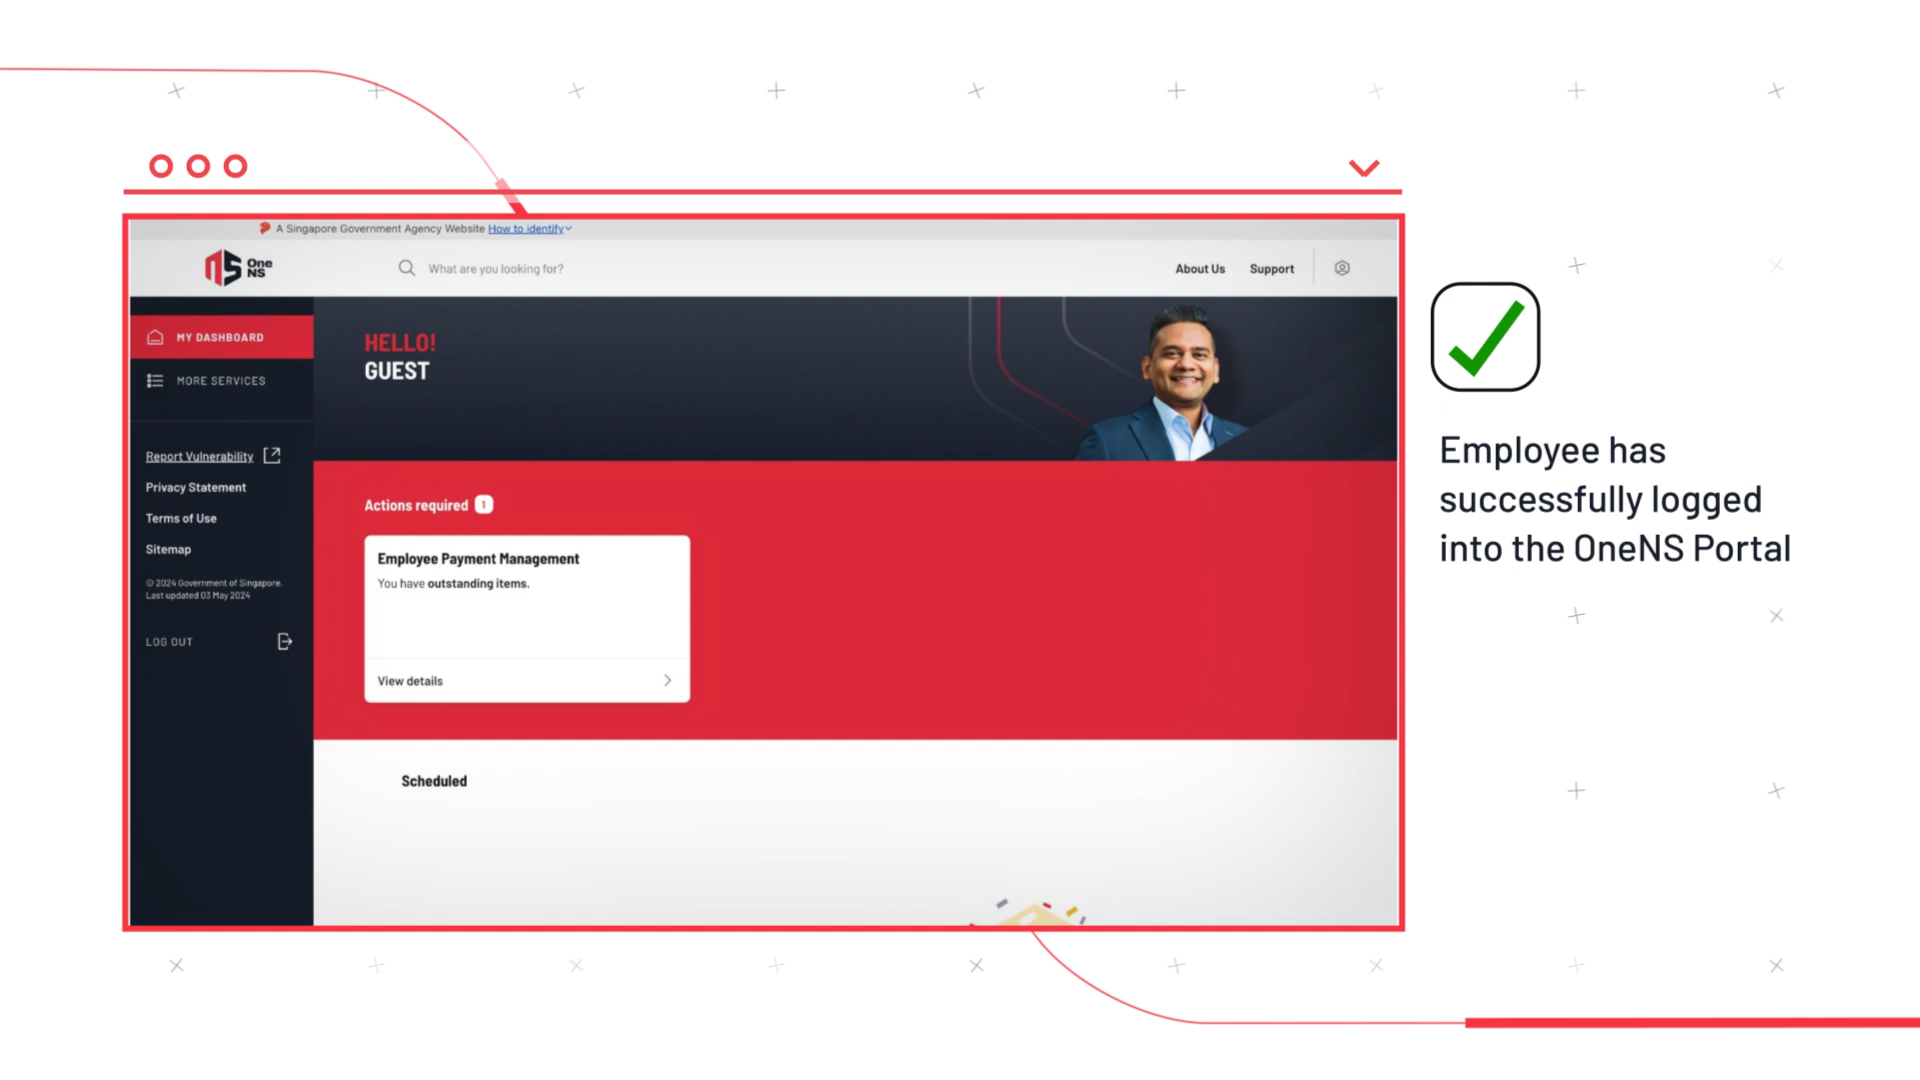 A Singapore Government Agency Website How to identify
One
NS
What are you looking for?
About Us
Support
MY DASHBOARD
MORE SERVICES
Report Vulnerability
Privacy Statement
Terms of Use
Sitemap
© 2024 Government of Singapore.
Last updated 03 May 2024
LOG OUT
HELLO!
GUEST
Actions required 1
Employee Payment Management
You have outstanding items.
View details
Scheduled
Employee has
successfully logged
into the OneNS Portal